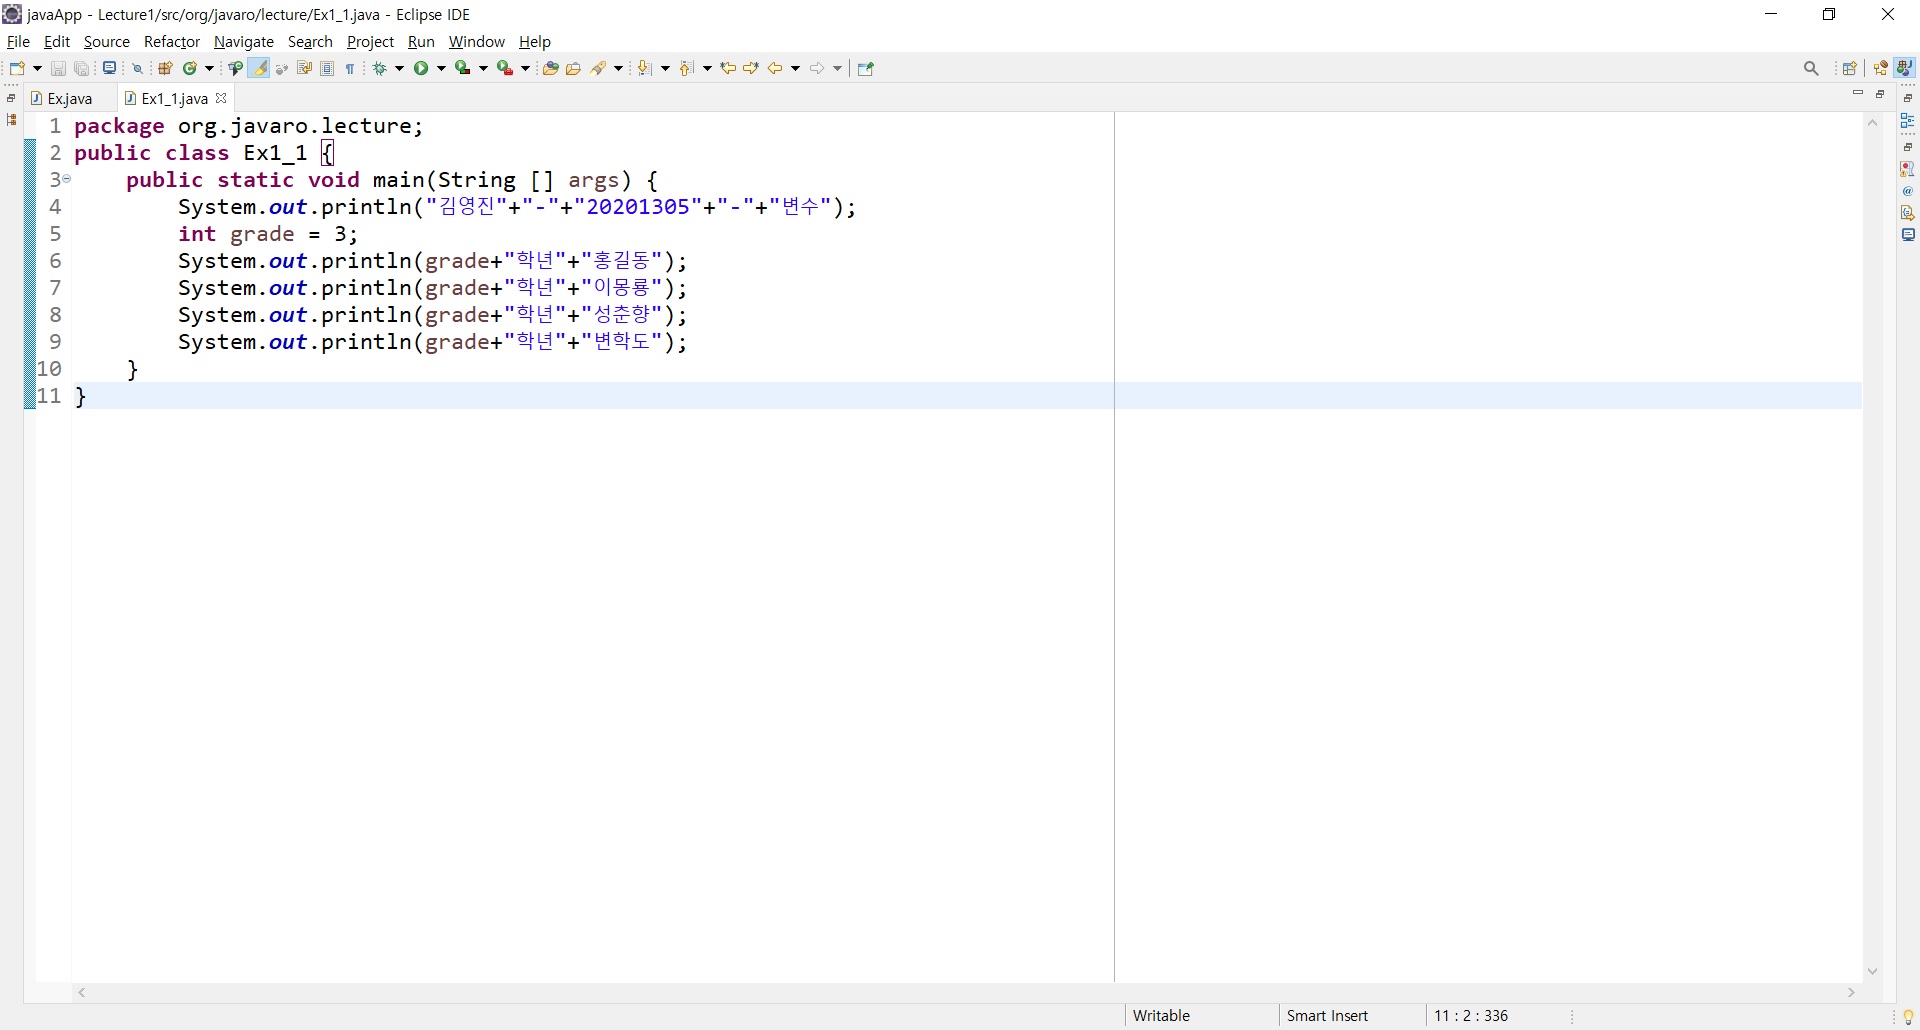 javaApp - Lecture1/src/org/javaro/lecture/Ex1_1.java - Eclipse IDE
File Edit Source Refactor Navigate Search Project Run Window Help
Ex.java Ex1_1.java
1 package org.javaro.lecture;
2 public class Ex1_1 {
3 public static void main(String [] args) {
4 System.out.println("김영진"+"-"+"20201305"+"-"+"변수");
5 int grade = 3;
6 System.out.println(grade+"학년"+"홍길동");
7 System.out.println(grade+"학년"+"이몽룡");
8 System.out.println(grade+"학년"+"성춘향");
9 System.out.println(grade+"학년"+"변학도");
10 }
11 }
Writable Smart Insert 11 : 2 : 336